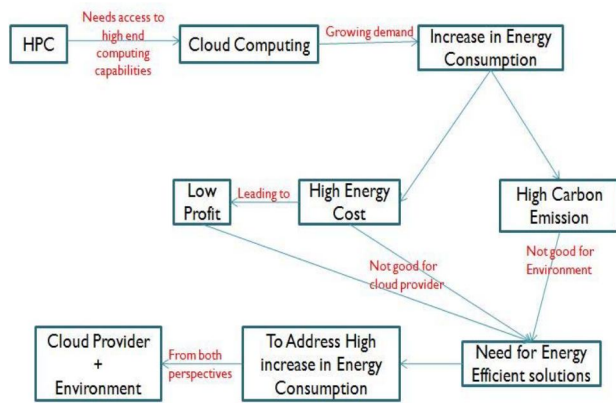 HPC
Needs access to
high end
computing
capabilities
Cloud Computing
Growing demand
Increase in Energy
Consumption
Low
Profit
Leading to
High Energy
Cost
High Carbon
Emission
Not good for
cloud provider
Not good for
Environment
Cloud Provider
+
Environment
From both
perspectives
To Address High
increase in Energy
Consumption
Need for Energy
Efficient solutions